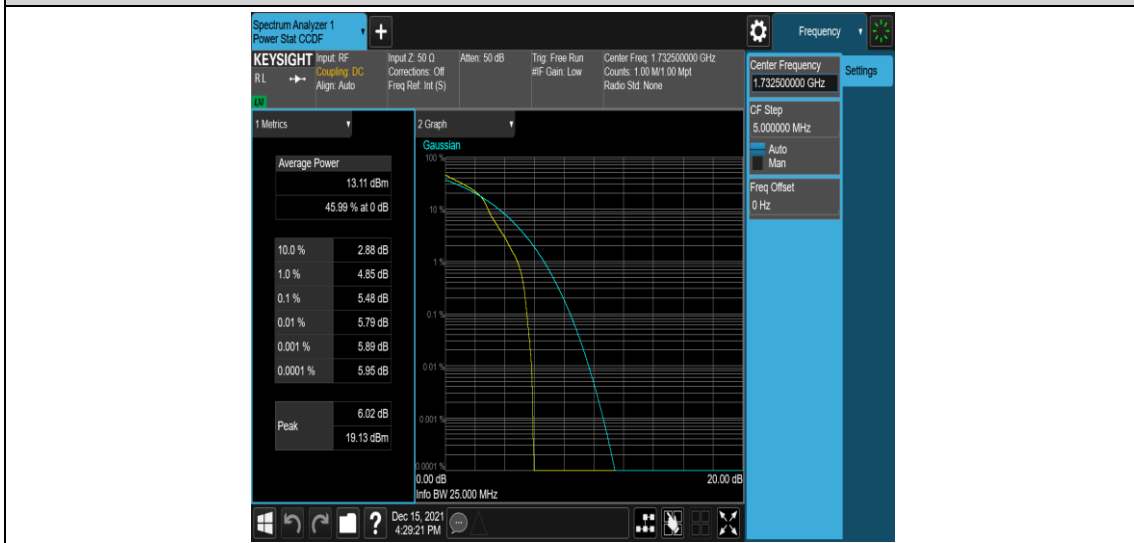 Spectrum Analyzer 1
Power Stat CCDF
+
Frequency
KEYSIGHT
RL
Input: RF
Coupling: DC
Align: Auto
Input Z: 50 Ω
Corrections: Off
Freq Ref: Int (S)
Atten: 50 dB
Trig: Free Run
#IF Gain: Low
Center Freq: 1.732500000 GHz
Counts: 1.00 M/1.00 Mpt
Radio Std: None
Center Frequency
1.732500000 GHz
Settings
CF Step
5.000000 MHz
Auto
Man
Freq Offset
0 Hz
1 Metrics
Average Power
13.11 dBm
45.99 % at 0 dB
10.0 % 2.88 dB
1.0 % 4.85 dB
0.1 % 5.48 dB
0.01 % 5.79 dB
0.001 % 5.89 dB
0.0001 % 5.95 dB
Peak
6.02 dB
19.13 dBm
2 Graph
Gaussian
100 %
10 %
1 %
0.1 %
0.01 %
0.001 %
0.0001 %
0.00 dB 20.00 dB
Info BW 25.000 MHz
?
Dec 15, 2021
4:29:21 PM